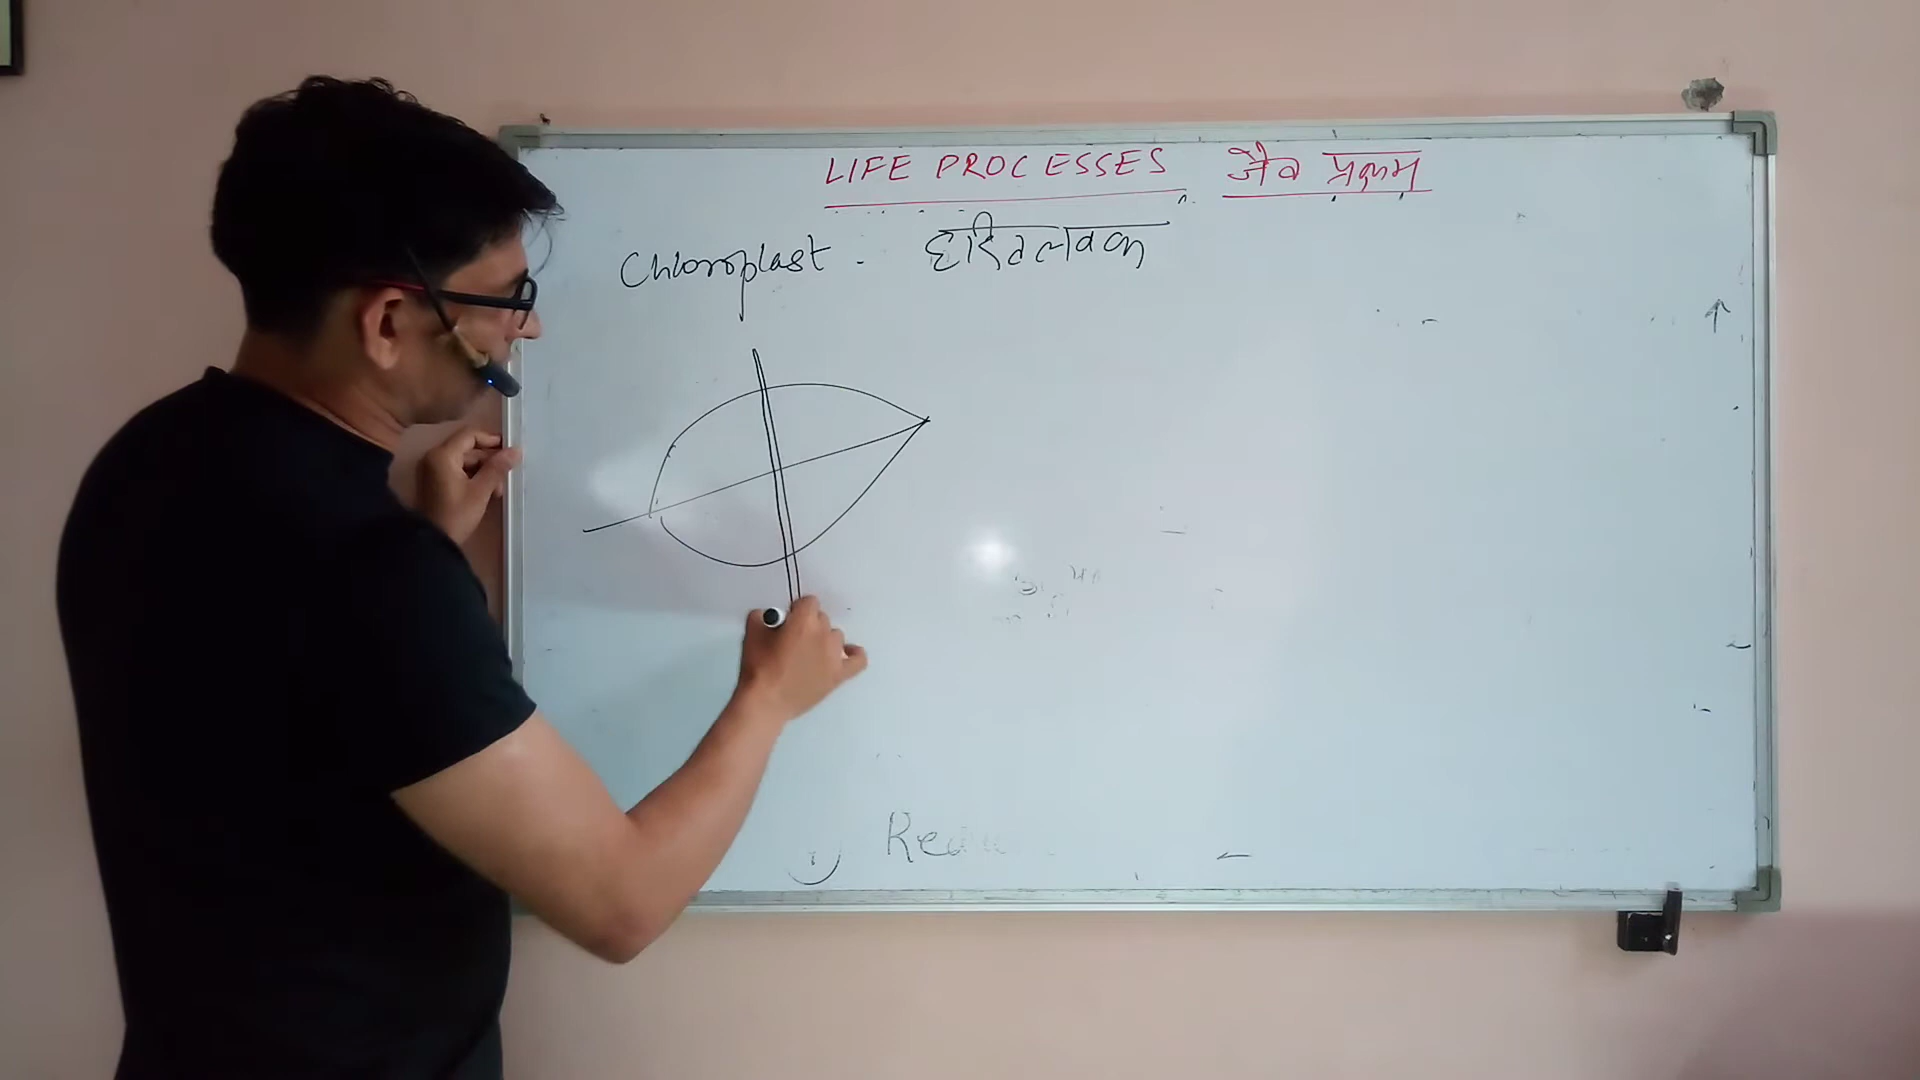 LIFE PROCESSES जैव प्रक्रम
Chloroplast . हरितलवक